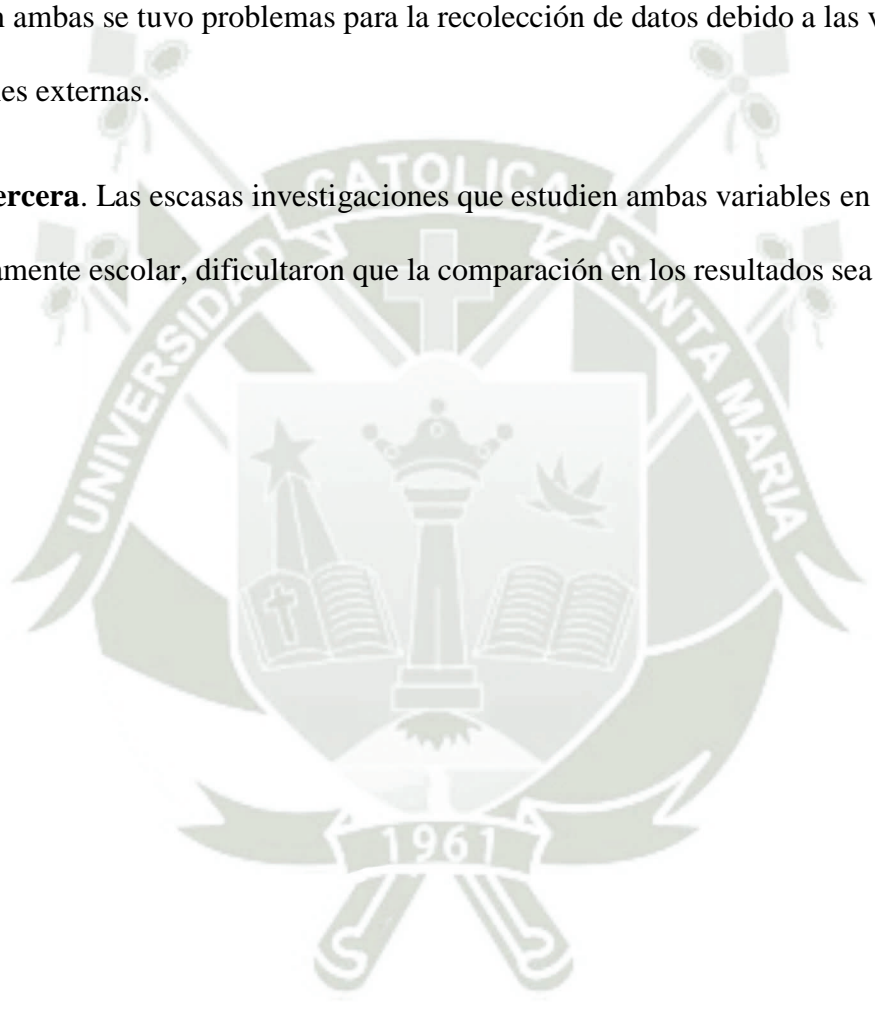 ambas se tuvo problemas para la recolección de datos debido a las
es externas.
ercera. Las escasas investigaciones que estudien ambas variables en
amente escolar, dificultaron que la comparación en los resultados sea
UNIVERSIDAD CATOLICA SANTA MARIA
1961